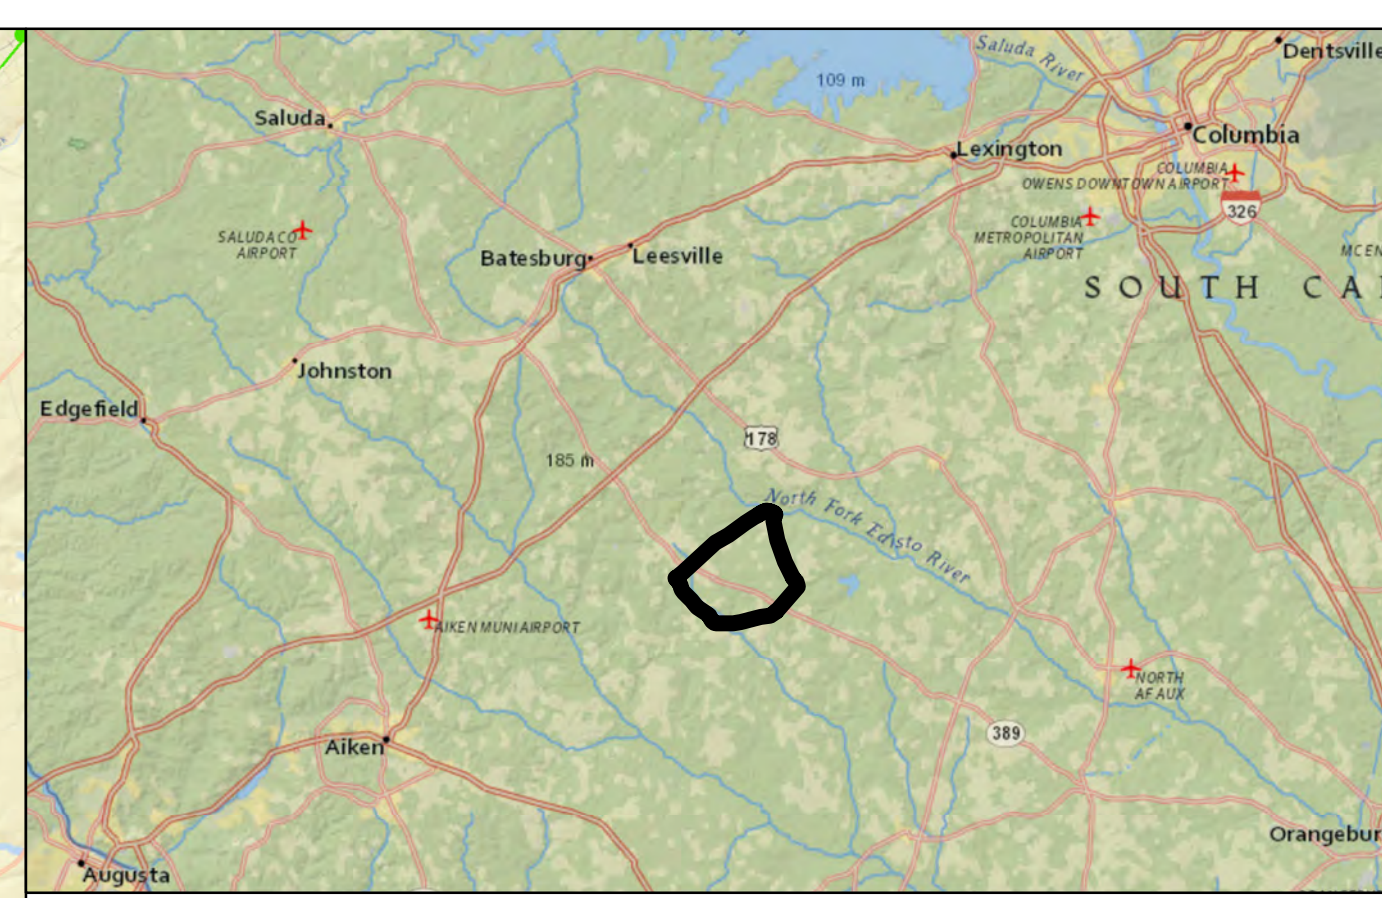 Saluda River
Dentsville
109 m
Saluda
Columbia
Lexington
COLUMBIA
OWENS DOWNTOWN AIRPORT
326
COLUMBIA
METROPOLITAN
AIRPORT
SALUDA CO
AIRPORT
MC EN
Batesburg
Leesville
SOUTH CA
Johnston
Edgefield
178
185 m
North Fork Edisto River
AIKEN MUNI AIRPORT
NORTH
AF AUX
389
Aiken
Orangebur
Augusta